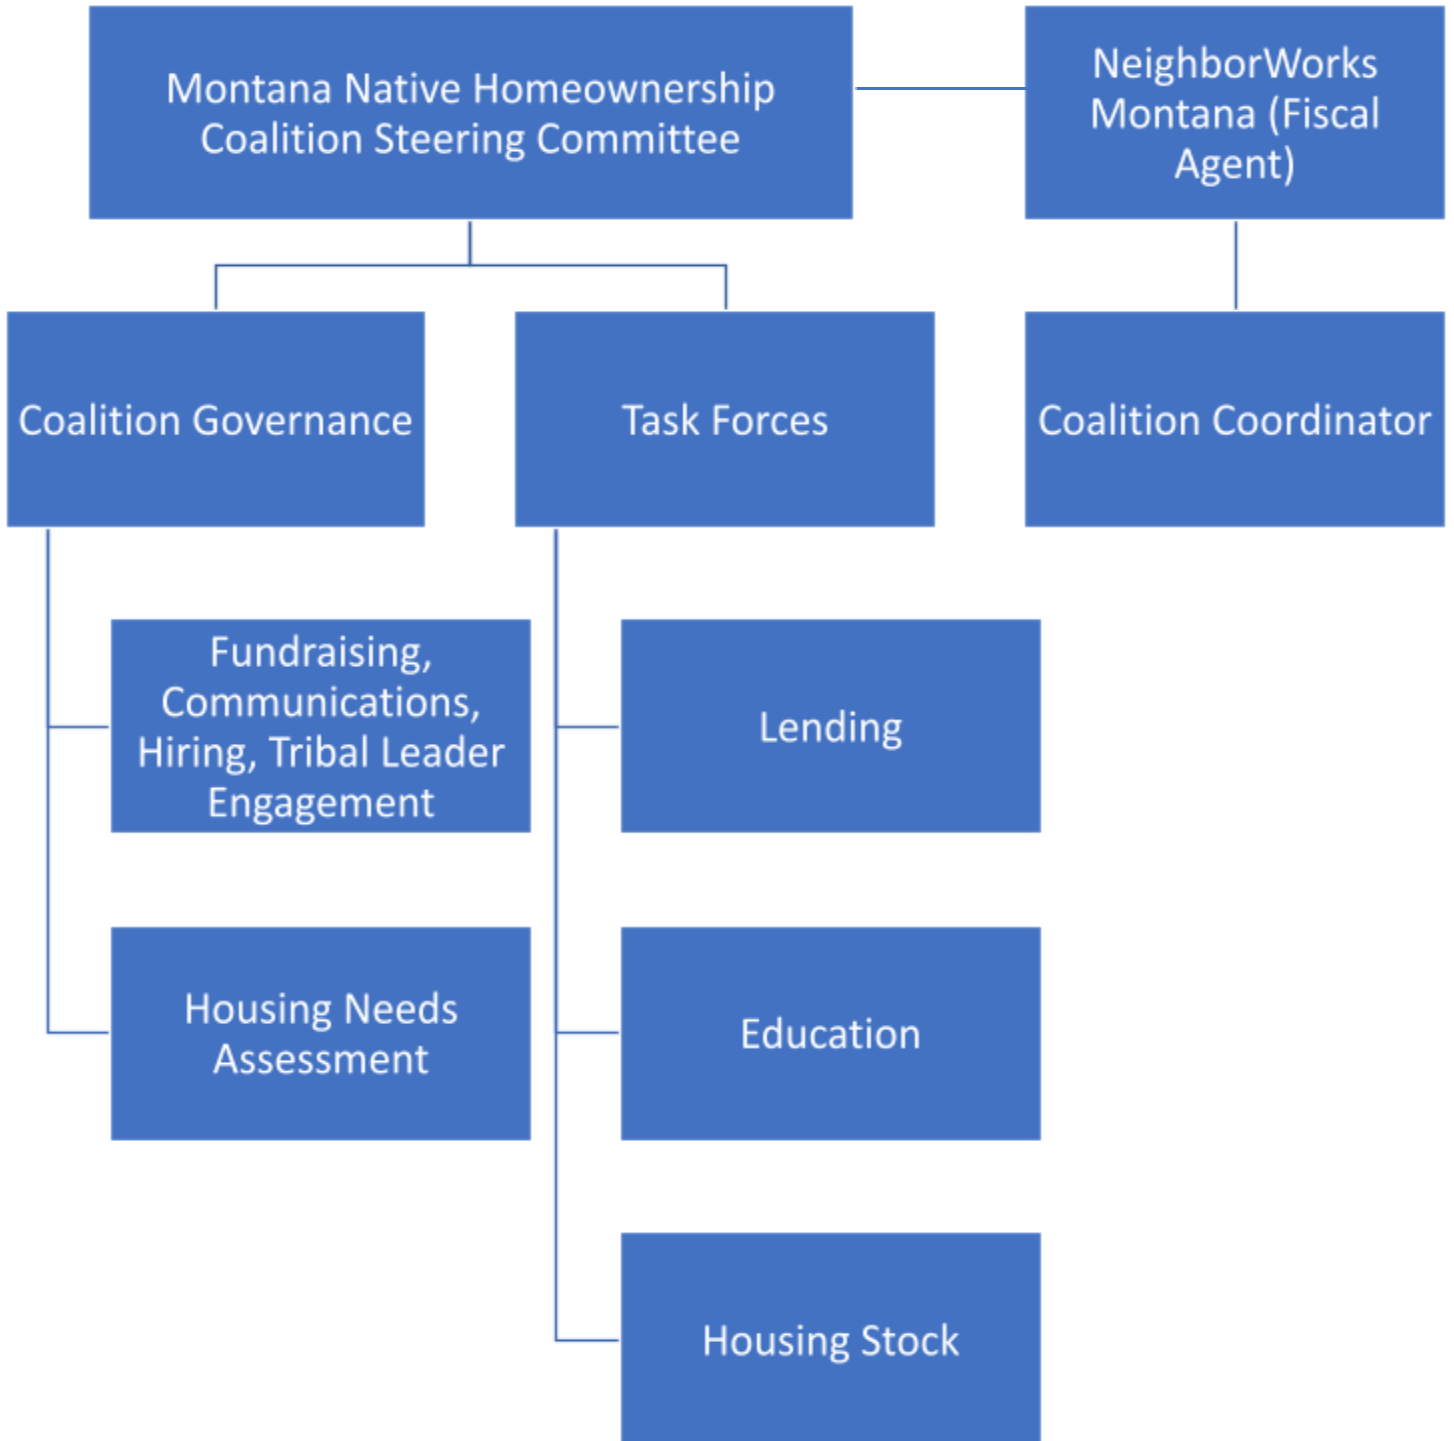 Montana Native Homeownership
Coalition Steering Committee
NeighborWorks
Montana (Fiscal
Agent)
Coalition Governance
Task Forces
Coalition Coordinator
Fundraising,
Communications,
Hiring, Tribal Leader
Engagement
Lending
Housing Needs
Assessment
Education
Housing Stock